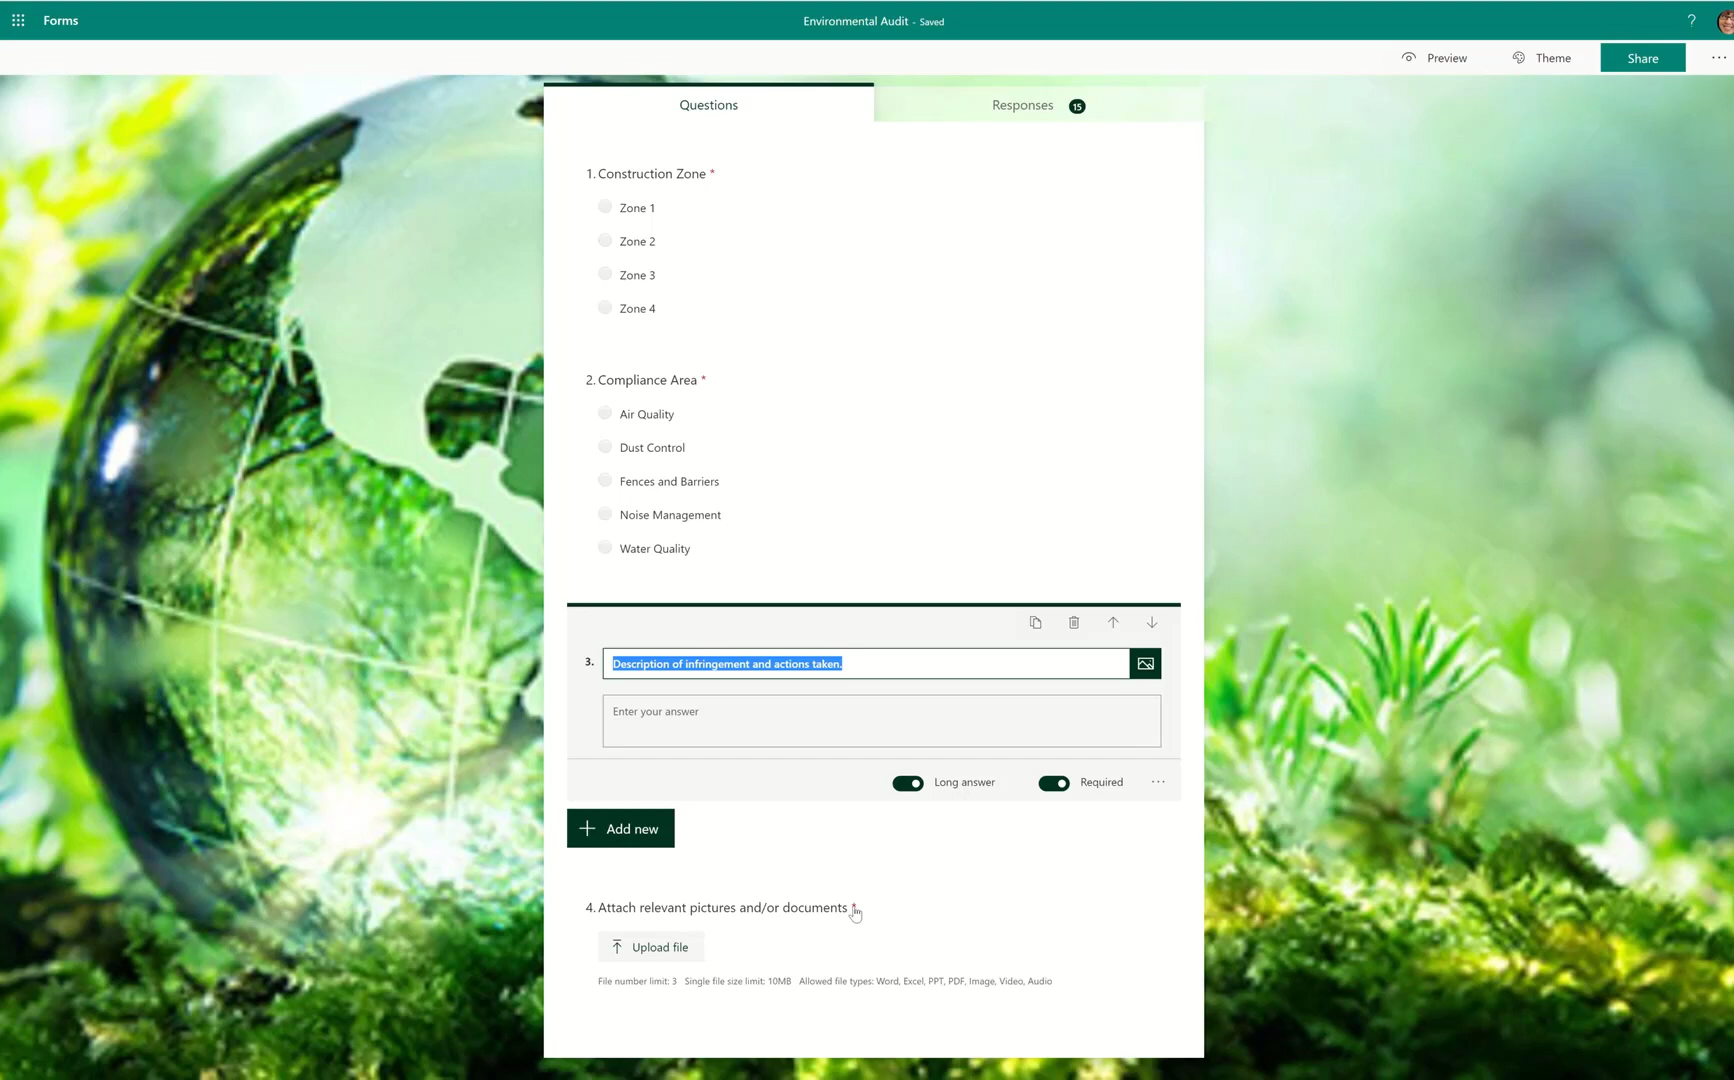 Forms
Environmental Audit - Saved
?
Preview
Theme
Share
...
Questions
Responses 15
1. Construction Zone *
Zone 1
Zone 2
Zone 3
Zone 4
2. Compliance Area *
Air Quality
Dust Control
Fences and Barriers
Noise Management
Water Quality
3. Description of infringement and actions taken.
Enter your answer
Long answer
Required
...
+ Add new
4. Attach relevant pictures and/or documents *
Upload file
File number limit: 3 Single file size limit: 10MB Allowed file types: Word, Excel, PPT, PDF, Image, Video, Audio